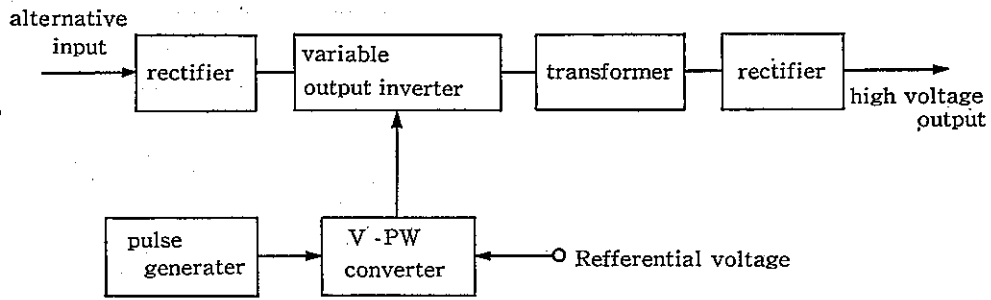 alternative
input
rectifier
variable
output inverter
transformer
rectifier
high voltage
output
pulse
generater
V -PW
converter
Refferential voltage